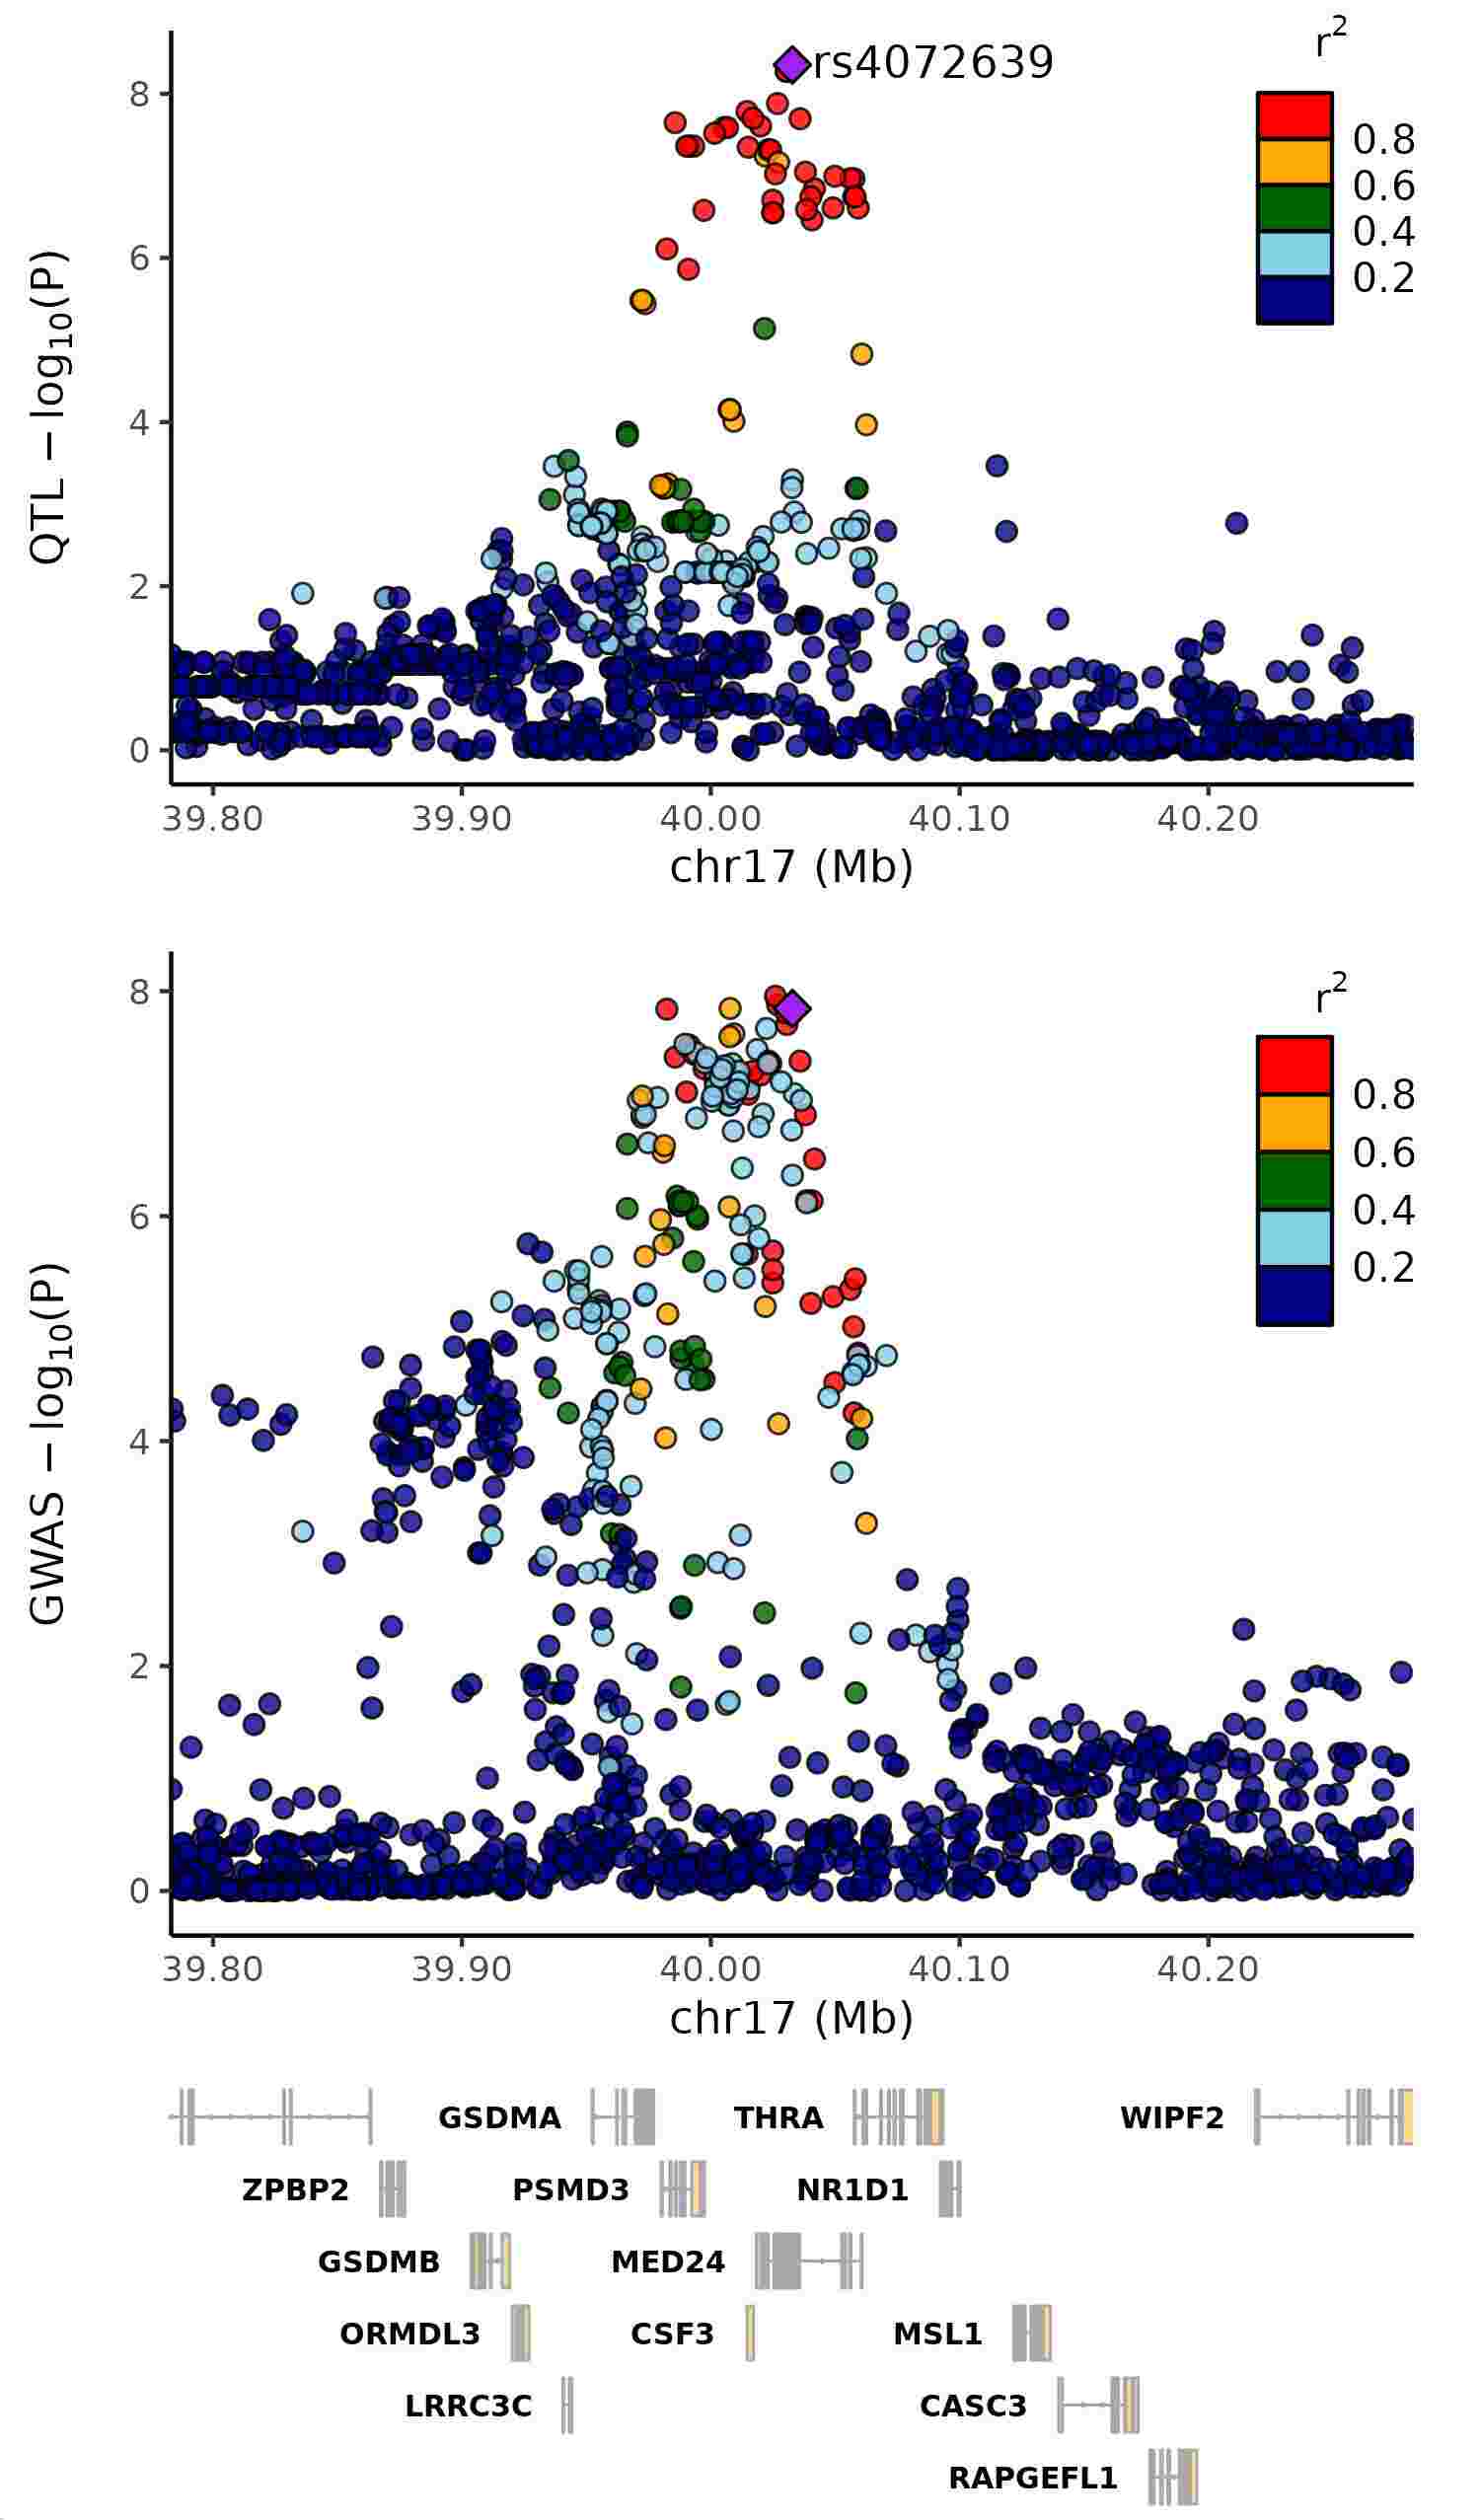 rs4072639
r²
0.8
0.6
0.4
0.2
QTL − log₁₀(P)
8
6
4
2
0
39.80 39.90 40.00 40.10 40.20
chr17 (Mb)
r²
0.8
0.6
0.4
0.2
GWAS − log₁₀(P)
8
6
4
2
0
39.80 39.90 40.00 40.10 40.20
chr17 (Mb)
GSDMA THRA WIPF2
ZPBP2 PSMD3 NR1D1
GSDMB MED24
ORMDL3 CSF3 MSL1
LRRC3C CASC3
RAPGEFL1